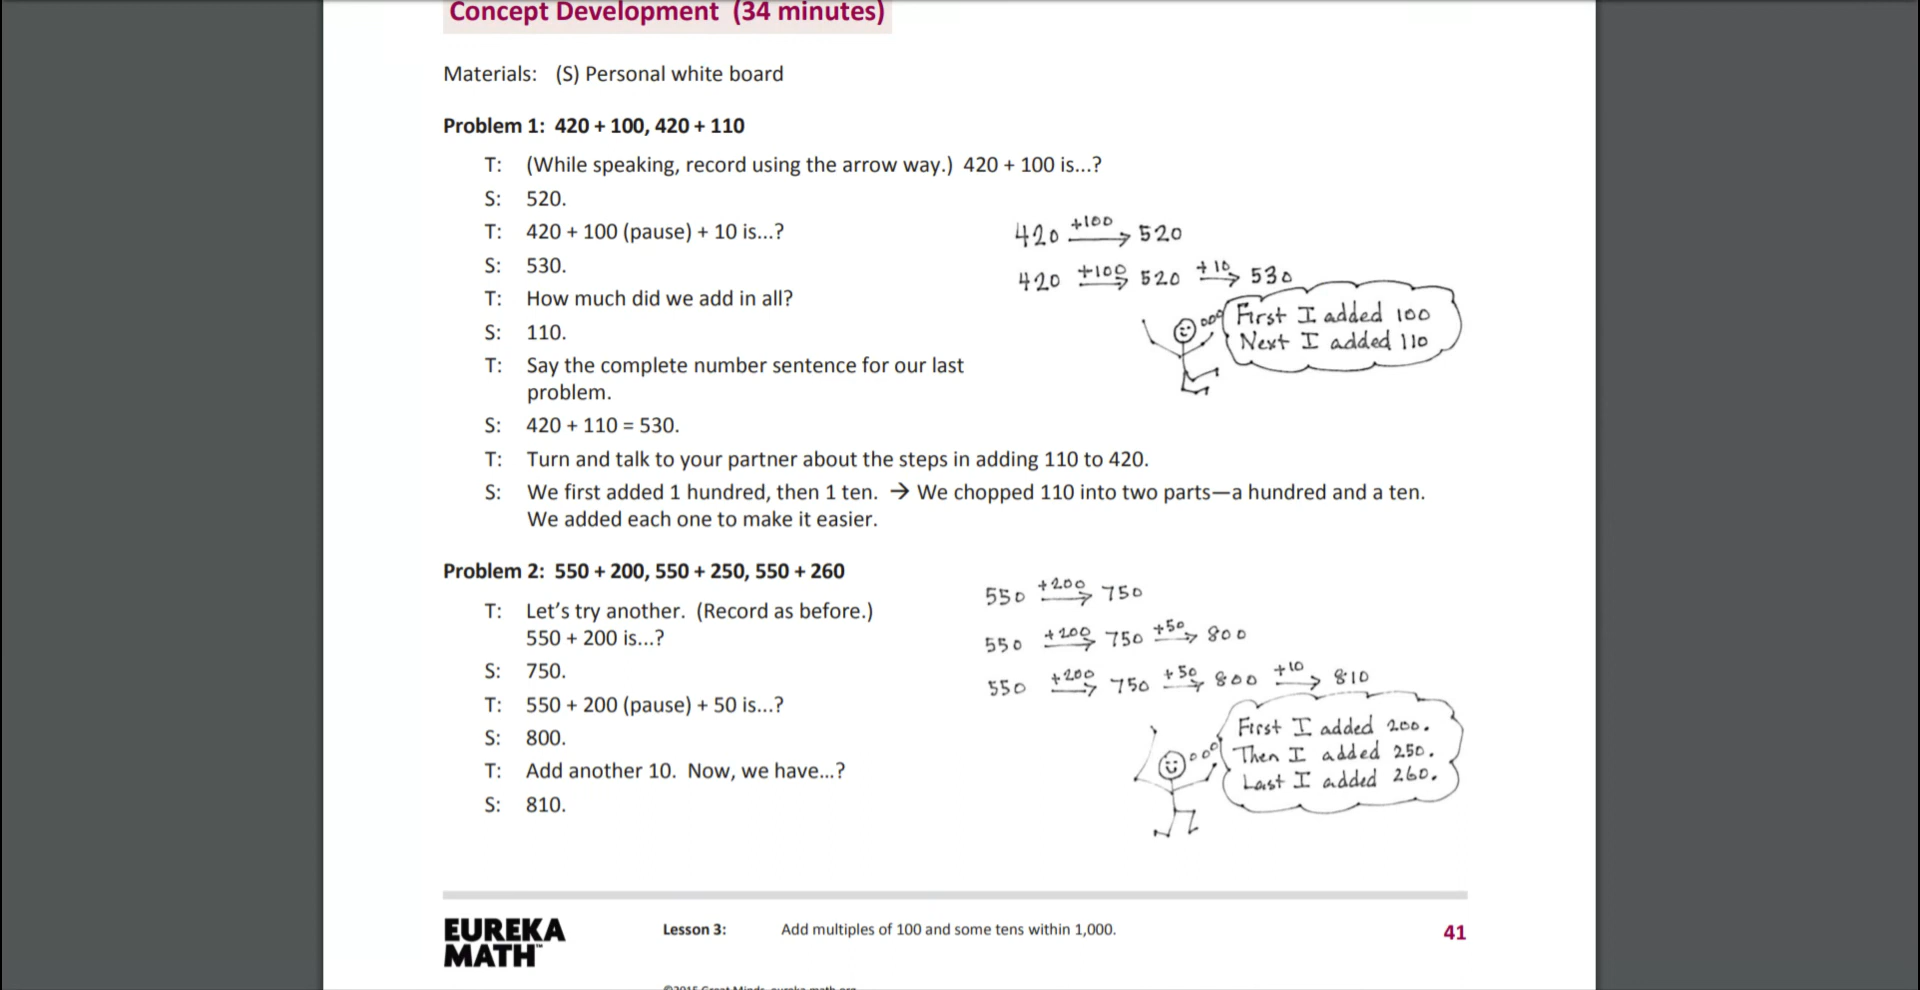 Concept Development (34 minutes)
Materials: (S) Personal white board
Problem 1: 420 + 100, 420 + 110
T: (While speaking, record using the arrow way.) 420 + 100 is...?
S: 520.
T: 420 + 100 (pause) + 10 is...?
S: 530.
T: How much did we add in all?
S: 110.
T: Say the complete number sentence for our last
problem.
S: 420 + 110 = 530.
T: Turn and talk to your partner about the steps in adding 110 to 420.
S: We first added 1 hundred, then 1 ten. → We chopped 110 into two parts—a hundred and a ten.
We added each one to make it easier.
420 +100 → 520
420 +100 → 520 +10 → 530
First I added 100
Next I added 110
Problem 2: 550 + 200, 550 + 250, 550 + 260
T: Let's try another. (Record as before.)
550 + 200 is...?
S: 750.
T: 550 + 200 (pause) + 50 is...?
S: 800.
T: Add another 10. Now, we have...?
S: 810.
550 +200 → 750
550 +200 → 750 +50 → 800
550 +200 → 750 +50 → 800 +10 → 810
First I added 200.
Then I added 250.
Last I added 260.
EUREKA
MATH™
Lesson 3: Add multiples of 100 and some tens within 1,000.
41